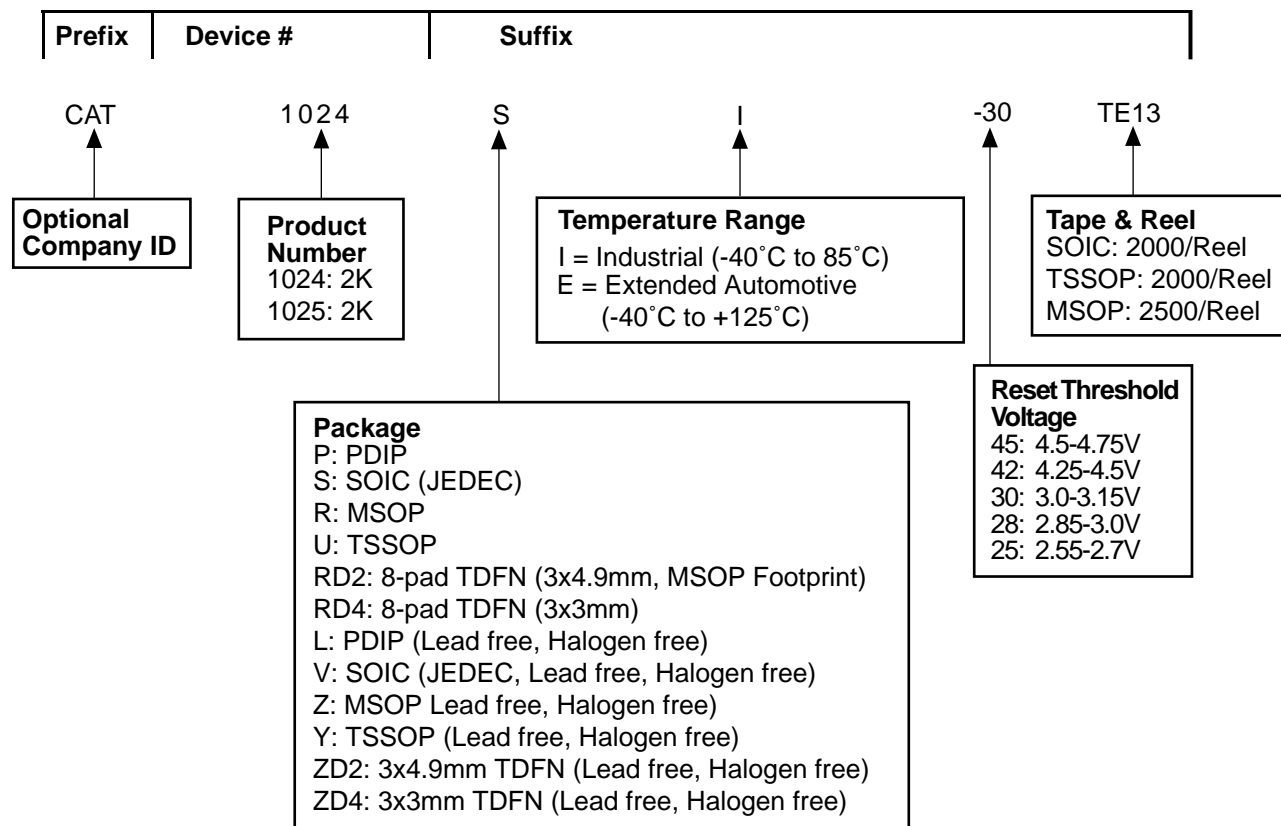 Prefix Device # Suffix
CAT 1024 S I -30 TE13
Optional
Company ID
Product
Number
1024: 2K
1025: 2K
Temperature Range
I = Industrial (-40˚C to 85˚C)
E = Extended Automotive
(-40˚C to +125˚C)
Tape & Reel
SOIC: 2000/Reel
TSSOP: 2000/Reel
MSOP: 2500/Reel
Reset Threshold
Voltage
45: 4.5-4.75V
42: 4.25-4.5V
30: 3.0-3.15V
28: 2.85-3.0V
25: 2.55-2.7V
Package
P: PDIP
S: SOIC (JEDEC)
R: MSOP
U: TSSOP
RD2: 8-pad TDFN (3x4.9mm, MSOP Footprint)
RD4: 8-pad TDFN (3x3mm)
L: PDIP (Lead free, Halogen free)
V: SOIC (JEDEC, Lead free, Halogen free)
Z: MSOP Lead free, Halogen free)
Y: TSSOP (Lead free, Halogen free)
ZD2: 3x4.9mm TDFN (Lead free, Halogen free)
ZD4: 3x3mm TDFN (Lead free, Halogen free)